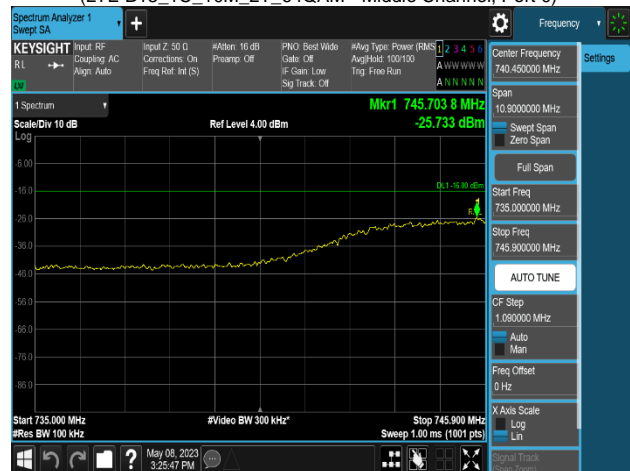 Spectrum Analyzer 1
Swept SA
+
Frequency
KEYSIGHT
RL
Input: RF
Coupling: AC
Align: Auto
Input Z: 50 Ω
Corrections: On
Freq Ref: Int (S)
#Atten: 16 dB
Preamp: Off
PNO: Best Wide
Gate: Off
IF Gain: Low
Sig Track: Off
#Avg Type: Power (RMS
Avg|Hold: 100/100
Trig: Free Run
1 2 3 4 5 6
A W W W W W
A N N N N N
Center Frequency
740.450000 MHz
Settings
Span
10.9000000 MHz
Swept Span
Zero Span
Full Span
Start Freq
735.000000 MHz
Stop Freq
745.900000 MHz
AUTO TUNE
CF Step
1.090000 MHz
Auto
Man
Freq Offset
0 Hz
X Axis Scale
Log
Lin
Signal Track
(Span Zoom)
1 Spectrum
Scale/Div 10 dB
Log
Ref Level 4.00 dBm
Mkr1 745.703 8 MHz
-25.733 dBm
DL1 -16.00 dBm
-6.00
-16.0
-26.0
-36.0
-46.0
-56.0
-66.0
-76.0
-86.0
Start 735.000 MHz
#Res BW 100 kHz
#Video BW 300 kHz*
Stop 745.900 MHz
Sweep 1.00 ms (1001 pts)
?
May 08, 2023
3:25:47 PM